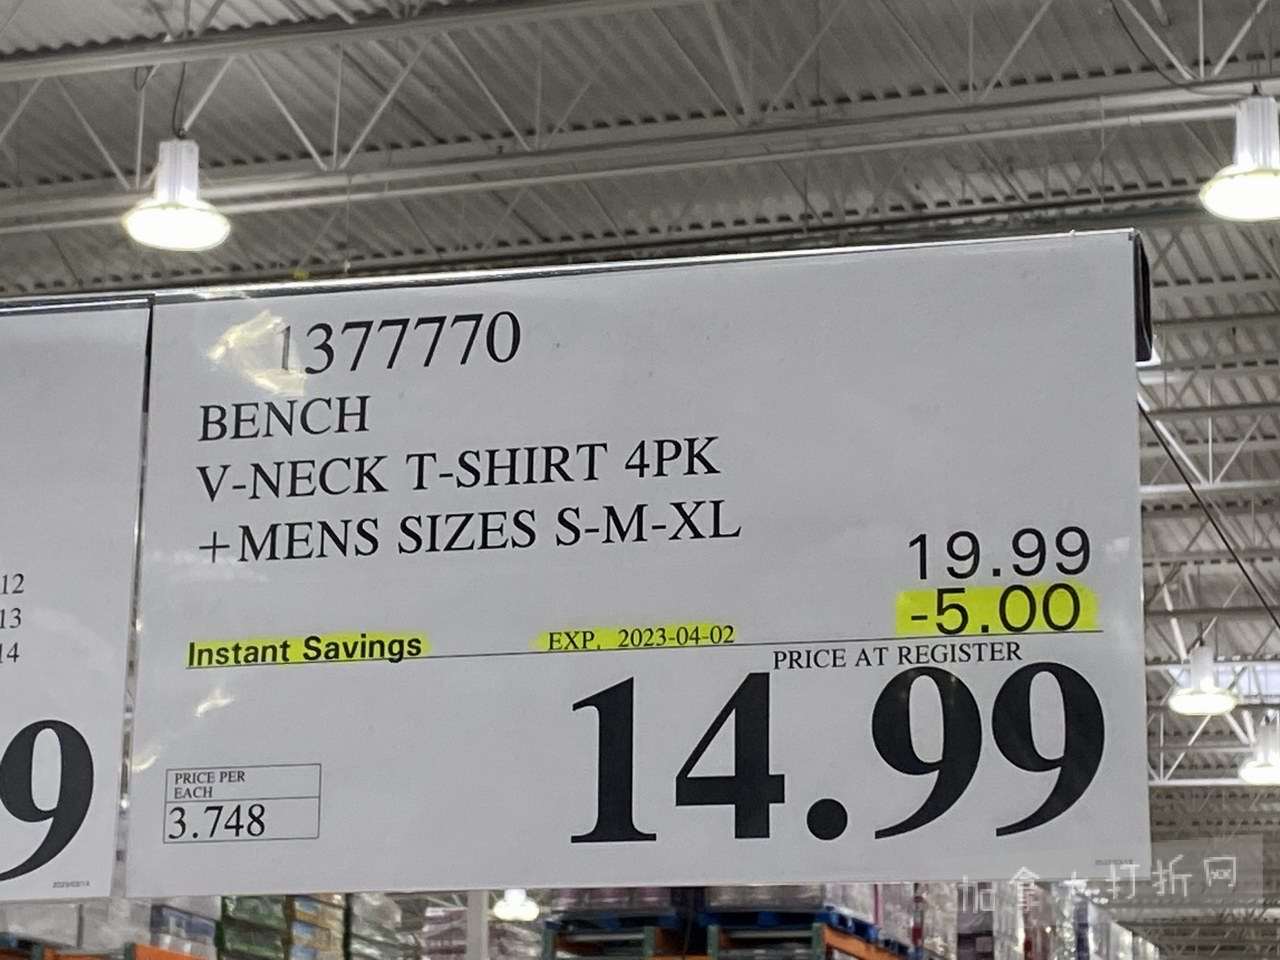 1377770
BENCH
V-NECK T-SHIRT 4PK
+MENS SIZES S-M-XL
19.99
-5.00
Instant Savings EXP. 2023-04-02
PRICE AT REGISTER
14.99
PRICE PER
EACH
3.748
12
13
14
9
加拿大打折网